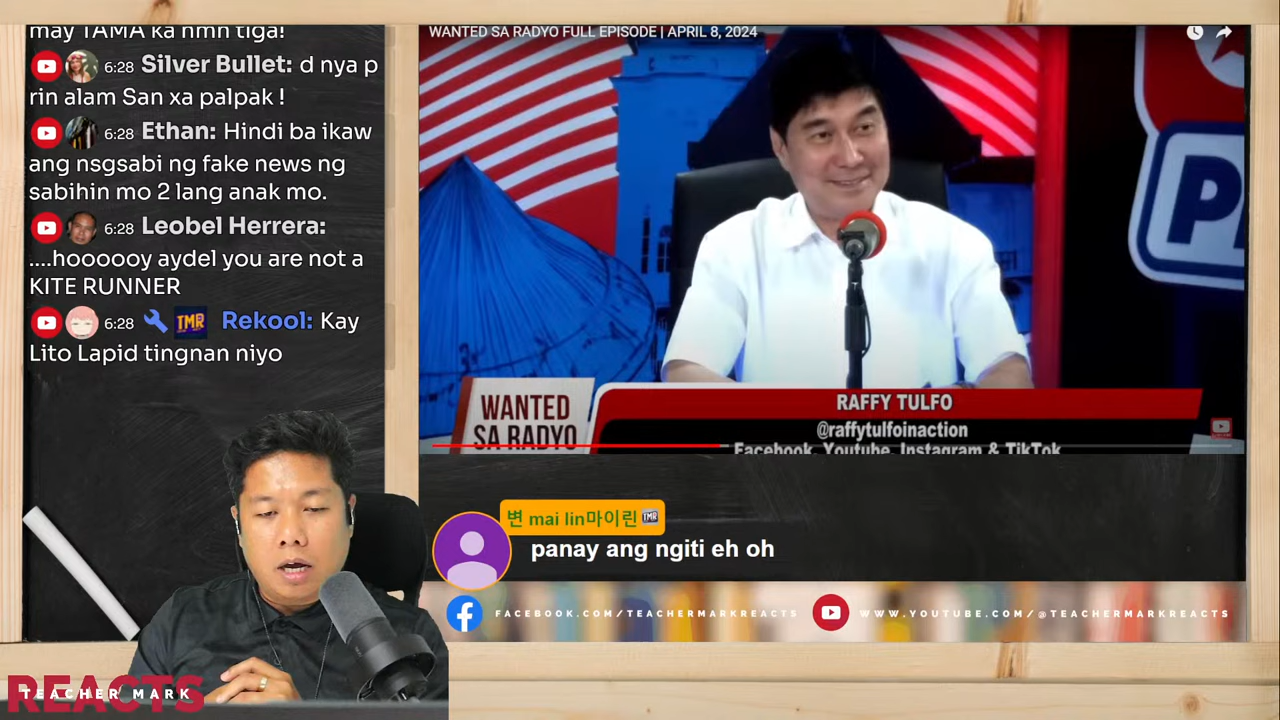 may TAMA ka nmn tiga!
6:28 Silver Bullet: d nya p
rin alam San xa palpak !
6:28 Ethan: Hindi ba ikaw
ang nsgsabi ng fake news ng
sabihin mo 2 lang anak mo.
6:28 Leobel Herrera:
....hoooooy aydel you are not a
KITE RUNNER
6:28 TMR Rekool: Kay
Lito Lapid tingnan niyo
WANTED SA RADYO FULL EPISODE | APRIL 8, 2024
WANTED
SA RADYO
RAFFY TULFO
@raffytulfoinaction
Facebook, Youtube, Instagram & TikTok
변 mai lin마이린 TMR
panay ang ngiti eh oh
FACEBOOK.COM/TEACHERMARKREACTS
WWW.YOUTUBE.COM/@TEACHERMARKREACTS
TEACHER MARK
REACTS